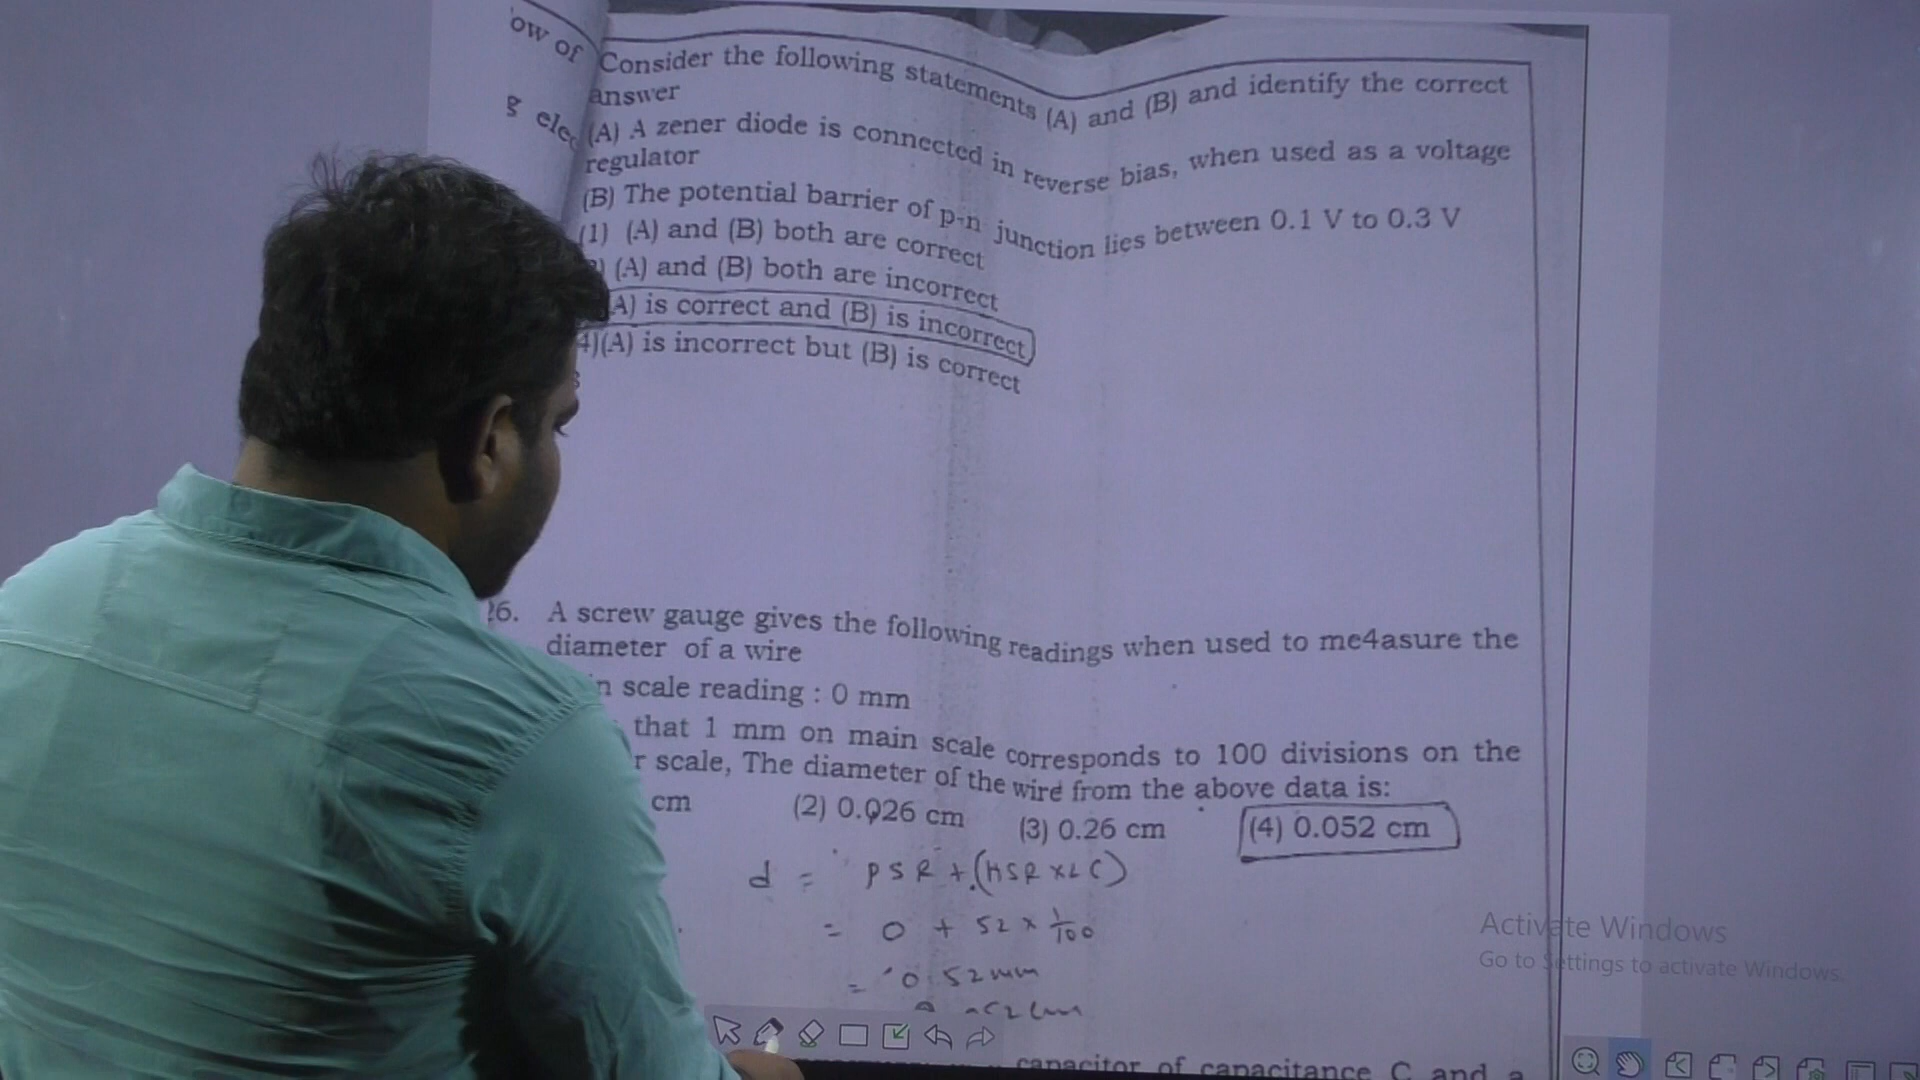 ow of
g elec
Consider the following statements (A) and (B) and identify the correct
answer
(A) A zener diode is connected in reverse bias, when used as a voltage
regulator
(B) The potential barrier of p-n junction lies between 0.1 V to 0.3 V
(1) (A) and (B) both are correct
) (A) and (B) both are incorrect
A) is correct and (B) is incorrect
4)(A) is incorrect but (B) is correct
26. A screw gauge gives the following readings when used to me4asure the
diameter of a wire
n scale reading : 0 mm
that 1 mm on main scale corresponds to 100 divisions on the
r scale, The diameter of the wire from the above data is:
cm (2) 0.026 cm (3) 0.26 cm (4) 0.052 cm
d = PSR + (HSR x LC)
= 0 + 52 x 1/100
= 0.52mm
Activate Windows
Go to Settings to activate Windows.
capacitor of capacitance C and a